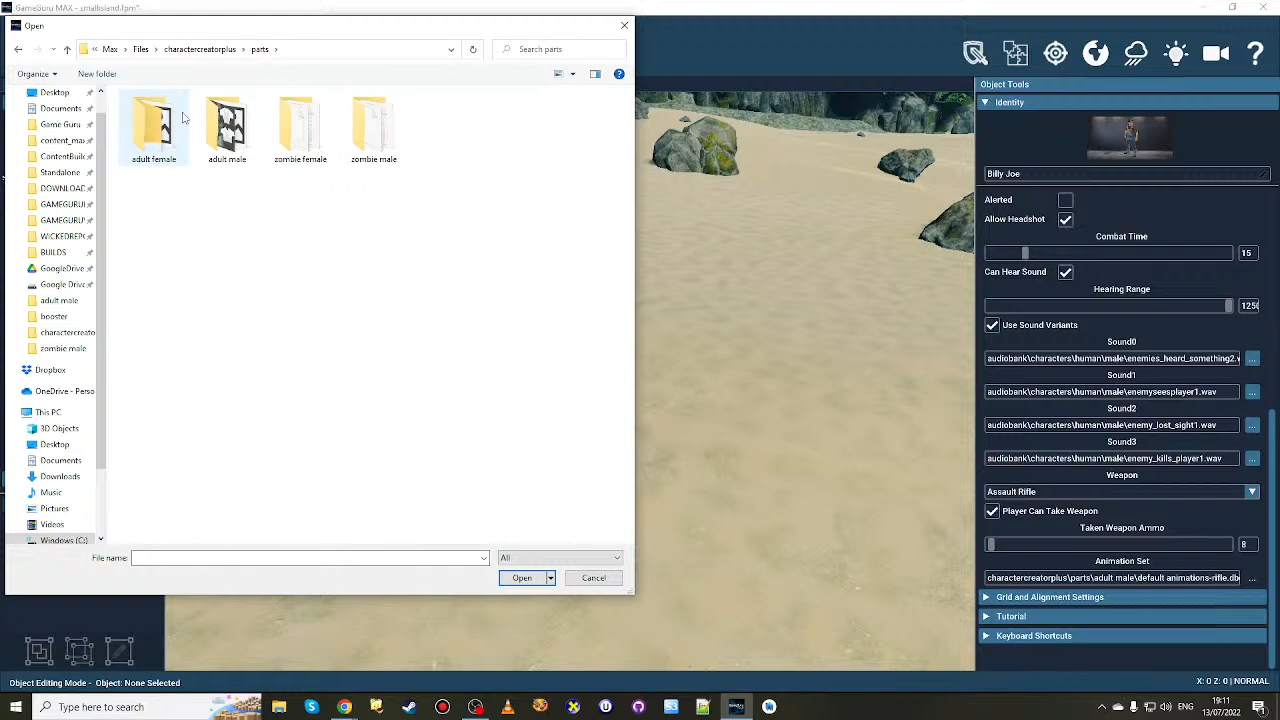 GameGuru MAX - smallisland.fpm*
Open
Max > Files > charactercreatorplus > parts >
Search parts
Organize
New folder
Desktop
Documents
Game Guru
content_ma
ContentBuil
Standalone
DOWNLOAD
GAMEGURU
GAMEGURU
WICKEDREP
BUILDS
GoogleDrive
Google Drive
adult male
booster
charactercreato
zombie male
Dropbox
OneDrive - Perso
This PC
3D Objects
Desktop
Documents
Downloads
Music
Pictures
Videos
Windows (C:)
adult female
adult male
zombie female
zombie male
File name:
All
Open
Cancel
Object Tools
Identity
Billy Joe
Alerted
Allow Headshot
Combat Time
15
Can Hear Sound
Hearing Range
1250
Use Sound Variants
Sound0
audiobank\characters\human\male\enemies_heard_something2.v
...
Sound1
audiobank\characters\human\male\enemyseesplayer1.wav
...
Sound2
audiobank\characters\human\male\enemy_lost_sight1.wav
...
Sound3
audiobank\characters\human\male\enemy_kills_player1.wav
...
Weapon
Assault Rifle
Player Can Take Weapon
Taken Weapon Ammo
8
Animation Set
charactercreatorplus\parts\adult male\default animations-rifle.db
...
Grid and Alignment Settings
Tutorial
Keyboard Shortcuts
Object Editing Mode - Object: None Selected
X: 0 Z: 0 | NORMAL
Type here to search
ENG
19:11
13/07/2022